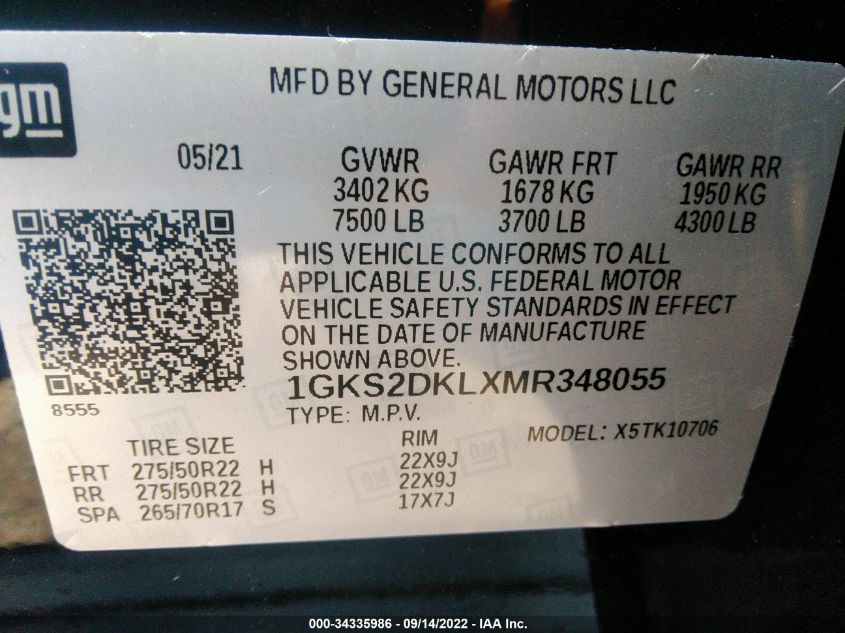 MFD BY GENERAL MOTORS LLC
gm
05/21 GVWR GAWR FRT GAWR RR
3402 KG 1678 KG 1950 KG
7500 LB 3700 LB 4300 LB
THIS VEHICLE CONFORMS TO ALL
APPLICABLE U.S. FEDERAL MOTOR
VEHICLE SAFETY STANDARDS IN EFFECT
ON THE DATE OF MANUFACTURE
SHOWN ABOVE.
1GKS2DKLXMR348055
8555
TYPE: M.P.V.
MODEL: X5TK10706
TIRE SIZE RIM
FRT 275/50R22 H 22X9J
RR 275/50R22 H 22X9J
SPA 265/70R17 S 17X7J
000-34335986 - 09/14/2022 - IAA Inc.